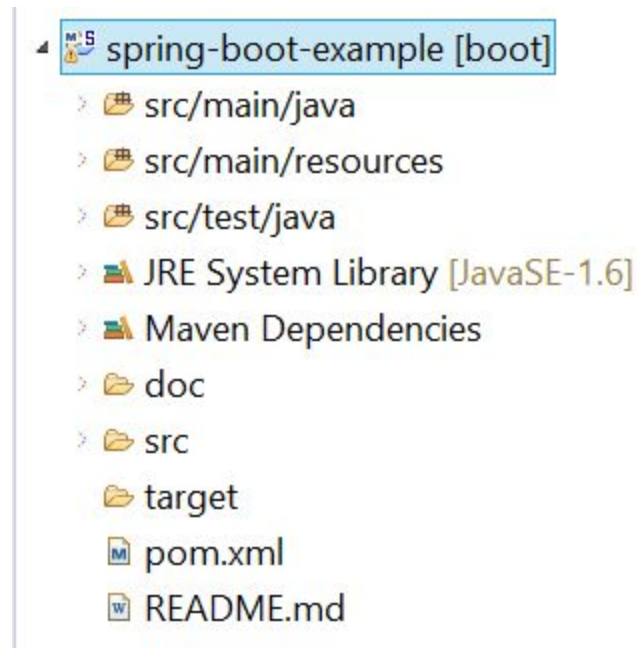 spring-boot-example [boot]
src/main/java
src/main/resources
src/test/java
JRE System Library [JavaSE-1.6]
Maven Dependencies
doc
src
target
pom.xml
README.md